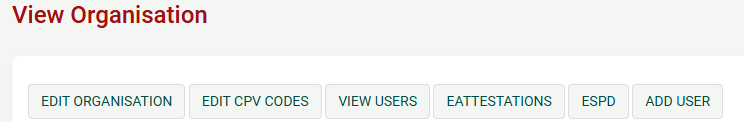 View Organisation
EDIT ORGANISATION EDIT CPV CODES VIEW USERS EATTESTATIONS ESPD ADD USER